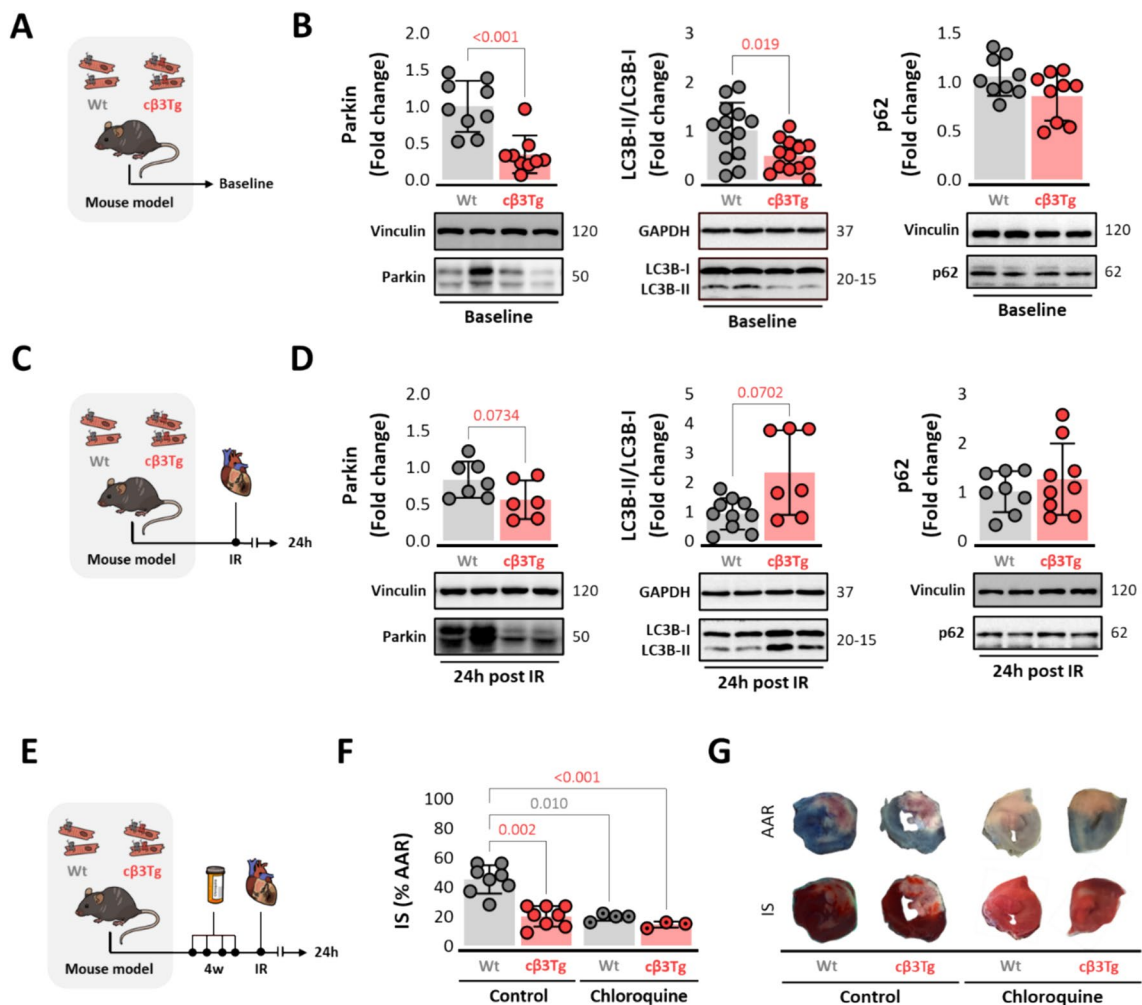 A
Wt
cβ3Tg
Baseline
Mouse model
B
Parkin
(Fold change)
2.0
1.5
1.0
0.5
0.0
<0.001
Wt
cβ3Tg
Vinculin
120
Parkin
50
Baseline
LC3B-II/LC3B-I
(Fold change)
3
2
1
0
0.019
Wt
cβ3Tg
GAPDH
37
LC3B-I
LC3B-II
20-15
Baseline
p62
(Fold change)
1.5
1.0
0.5
0.0
Wt
cβ3Tg
Vinculin
120
p62
62
Baseline
C
Wt
cβ3Tg
Mouse model
IR
24h
D
Parkin
(Fold change)
2.0
1.5
1.0
0.5
0.0
0.0734
Wt
cβ3Tg
Vinculin
120
Parkin
50
24h post IR
LC3B-II/LC3B-I
(Fold change)
5
4
3
2
1
0
0.0702
Wt
cβ3Tg
GAPDH
37
LC3B-I
LC3B-II
20-15
24h post IR
p62
(Fold change)
3
2
1
0
Wt
cβ3Tg
Vinculin
120
p62
62
24h post IR
E
Wt
cβ3Tg
Mouse model
4w
IR
24h
F
IS (% AAR)
100
80
60
40
20
0
<0.001
0.010
0.002
Wt
cβ3Tg
Wt
cβ3Tg
Control
Chloroquine
G
AAR
IS
Wt
cβ3Tg
Wt
cβ3Tg
Control
Chloroquine